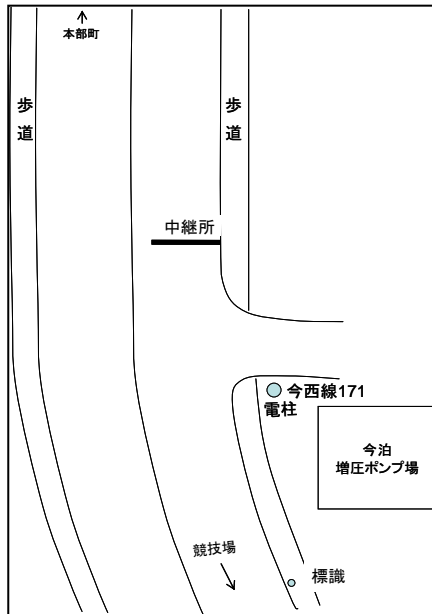 本部町
歩道
歩道
中継所
今西線171
電柱
今泊
増圧ポンプ場
競技場
標識